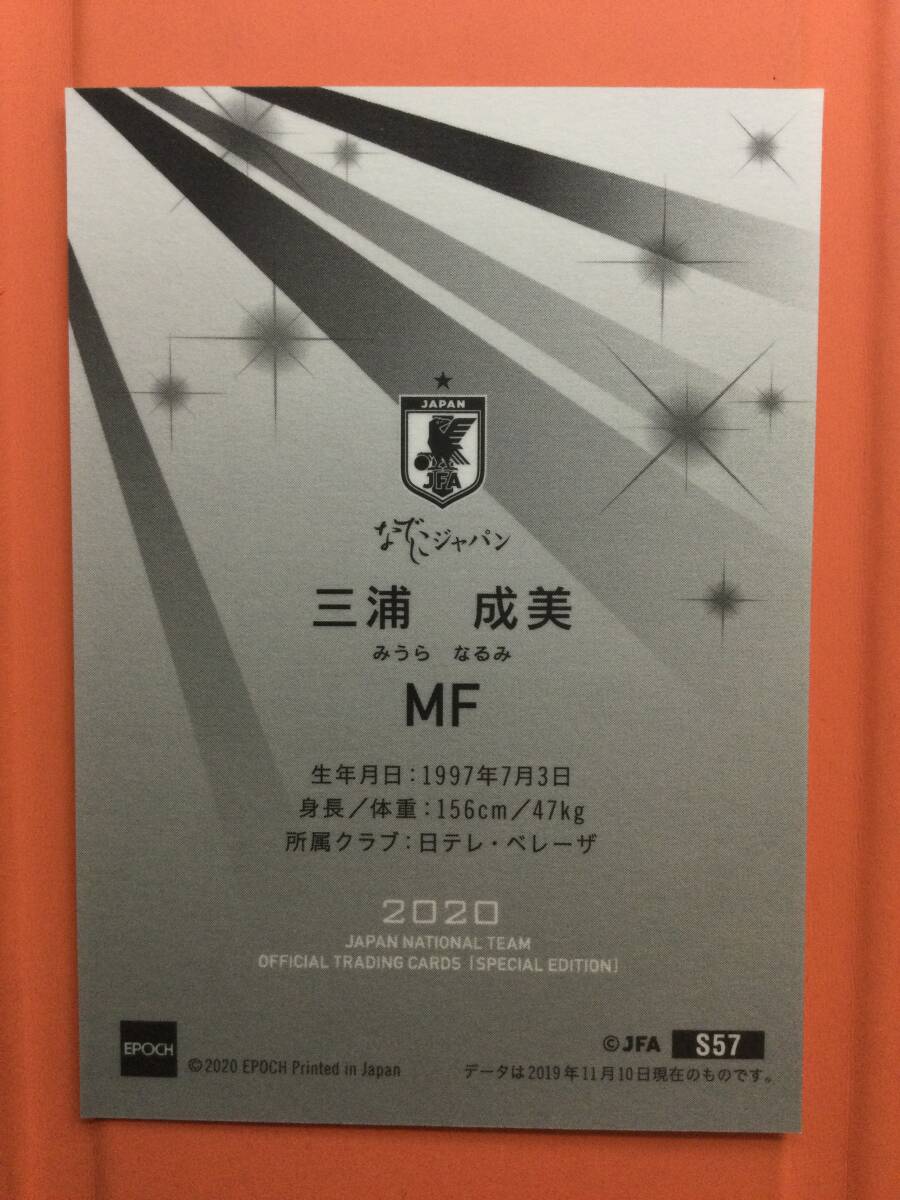 JAPAN
JFA
なでしこジャパン
三浦　成美
みうら　なるみ
MF
生年月日：1997年7月3日
身長／体重：156cm／47kg
所属クラブ：日テレ・ベレーザ
2020
JAPAN NATIONAL TEAM
OFFICIAL TRADING CARDS「SPECIAL EDITION」
EPOCH
©2020 EPOCH Printed in Japan
©JFA S57
データは2019年11月10日現在のものです。